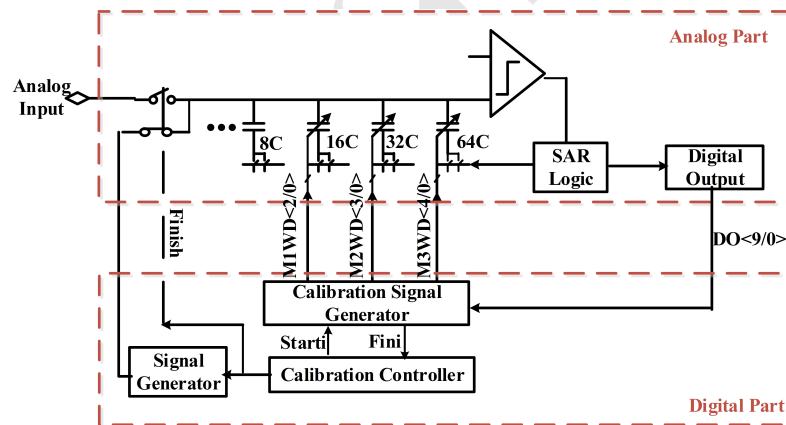 Analog Part
Analog
Input
8C
16C
32C
64C
SAR
Logic
Digital
Output
Finish
M1WD<2/0>
M2WD<3/0>
M3WD<4/0>
DO<9/0>
Calibration Signal
Generator
Starti
Fini
Signal
Generator
Calibration Controller
Digital Part